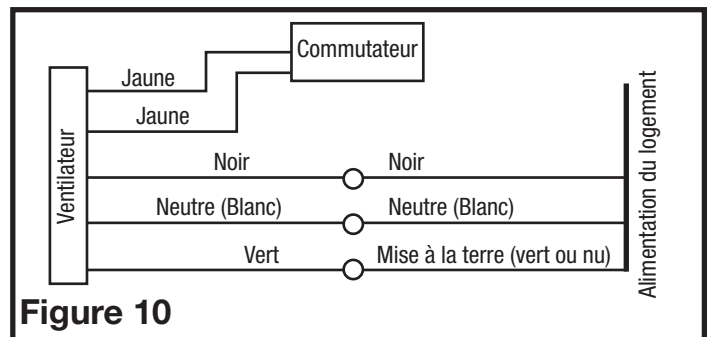 Commutateur
Jaune
Jaune
Ventilateur
Noir
Noir
Neutre (Blanc)
Neutre (Blanc)
Vert
Mise à la terre (vert ou nu)
Alimentation du logement
Figure 10